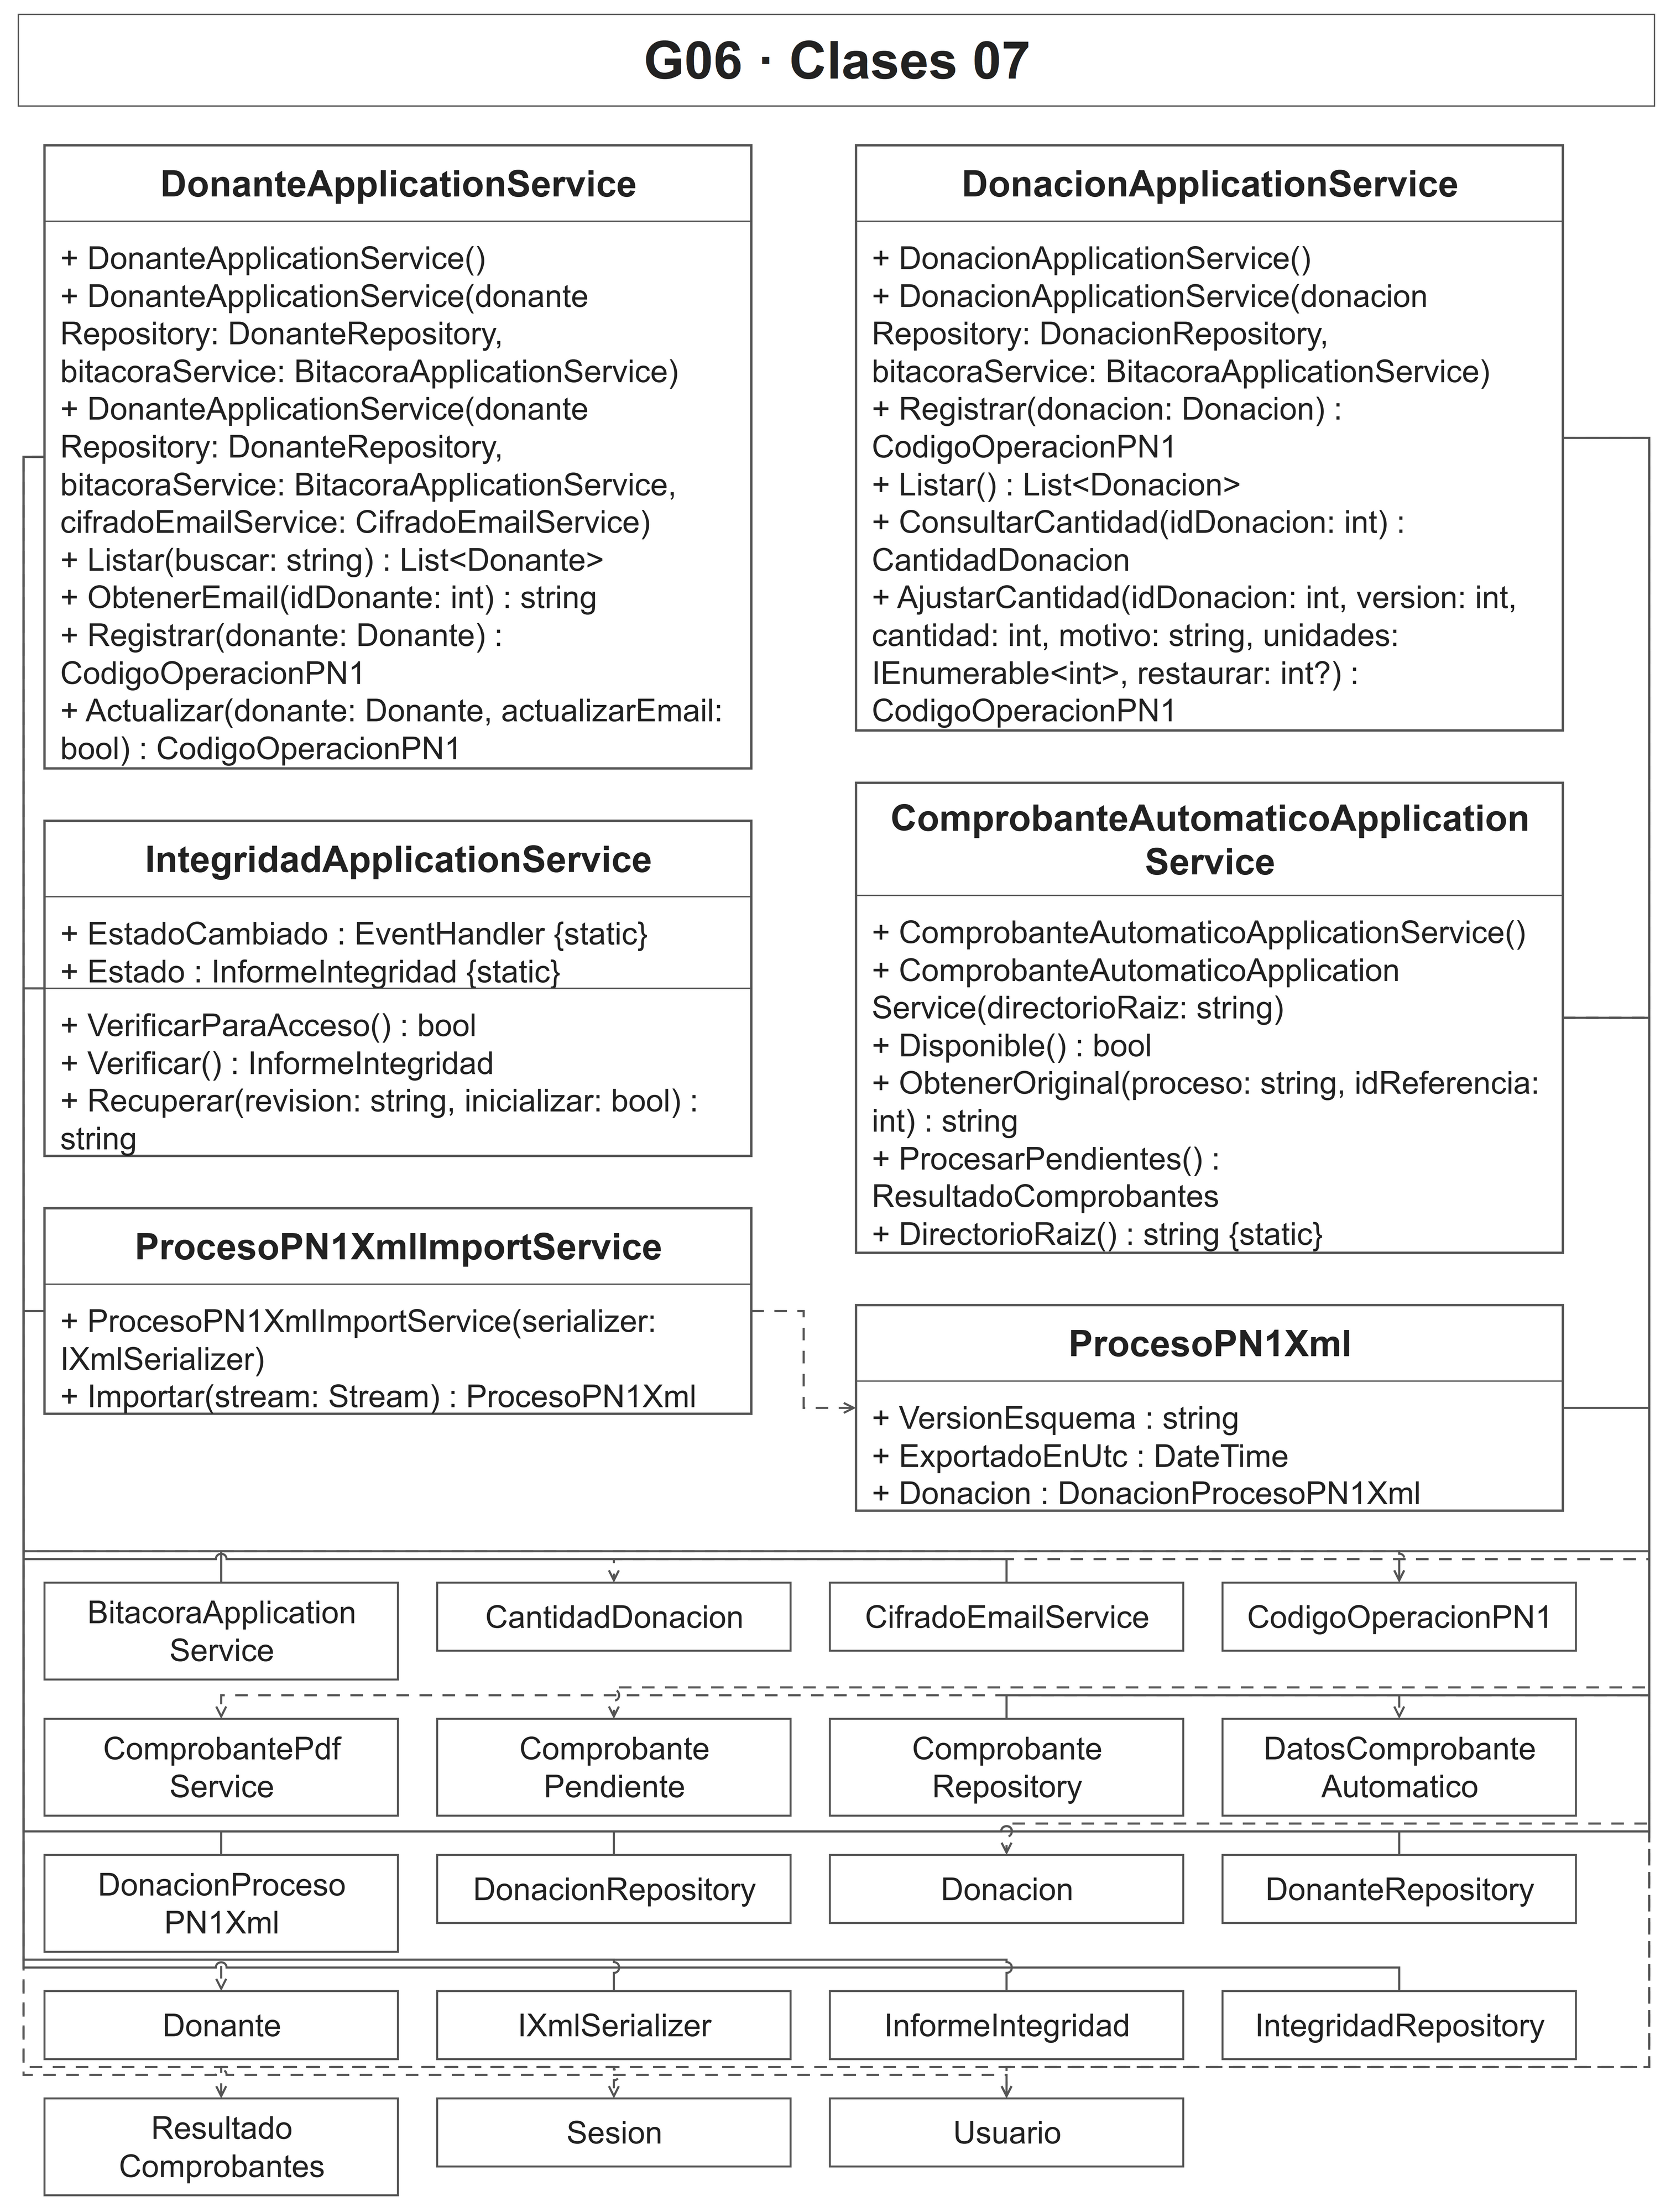 G06 · Clases 07
DonanteApplicationService
+ DonanteApplicationService()
+ DonanteApplicationService(donante
Repository: DonanteRepository,
bitacoraService: BitacoraApplicationService)
+ DonanteApplicationService(donante
Repository: DonanteRepository,
bitacoraService: BitacoraApplicationService,
cifradoEmailService: CifradoEmailService)
+ Listar(buscar: string) : List<Donante>
+ ObtenerEmail(idDonante: int) : string
+ Registrar(donante: Donante) :
CodigoOperacionPN1
+ Actualizar(donante: Donante, actualizarEmail:
bool) : CodigoOperacionPN1
DonacionApplicationService
+ DonacionApplicationService()
+ DonacionApplicationService(donacion
Repository: DonacionRepository,
bitacoraService: BitacoraApplicationService)
+ Registrar(donacion: Donacion) :
CodigoOperacionPN1
+ Listar() : List<Donacion>
+ ConsultarCantidad(idDonacion: int) :
CantidadDonacion
+ AjustarCantidad(idDonacion: int, version: int,
cantidad: int, motivo: string, unidades:
IEnumerable<int>, restaurar: int?) :
CodigoOperacionPN1
IntegridadApplicationService
+ EstadoCambiado : EventHandler {static}
+ Estado : InformeIntegridad {static}
+ VerificarParaAcceso() : bool
+ Verificar() : InformeIntegridad
+ Recuperar(revision: string, inicializar: bool) :
string
ComprobanteAutomaticoApplication
Service
+ ComprobanteAutomaticoApplicationService()
+ ComprobanteAutomaticoApplication
Service(directorioRaiz: string)
+ Disponible() : bool
+ ObtenerOriginal(proceso: string, idReferencia:
int) : string
+ ProcesarPendientes() :
ResultadoComprobantes
+ DirectorioRaiz() : string {static}
ProcesoPN1XmlImportService
+ ProcesoPN1XmlImportService(serializer:
IXmlSerializer)
+ Importar(stream: Stream) : ProcesoPN1Xml
ProcesoPN1Xml
+ VersionEsquema : string
+ ExportadoEnUtc : DateTime
+ Donacion : DonacionProcesoPN1Xml
BitacoraApplication
Service
CantidadDonacion
CifradoEmailService
CodigoOperacionPN1
ComprobantePdf
Service
Comprobante
Pendiente
Comprobante
Repository
DatosComprobante
Automatico
DonacionProceso
PN1Xml
DonacionRepository
Donacion
DonanteRepository
Donante
IXmlSerializer
InformeIntegridad
IntegridadRepository
Resultado
Comprobantes
Sesion
Usuario